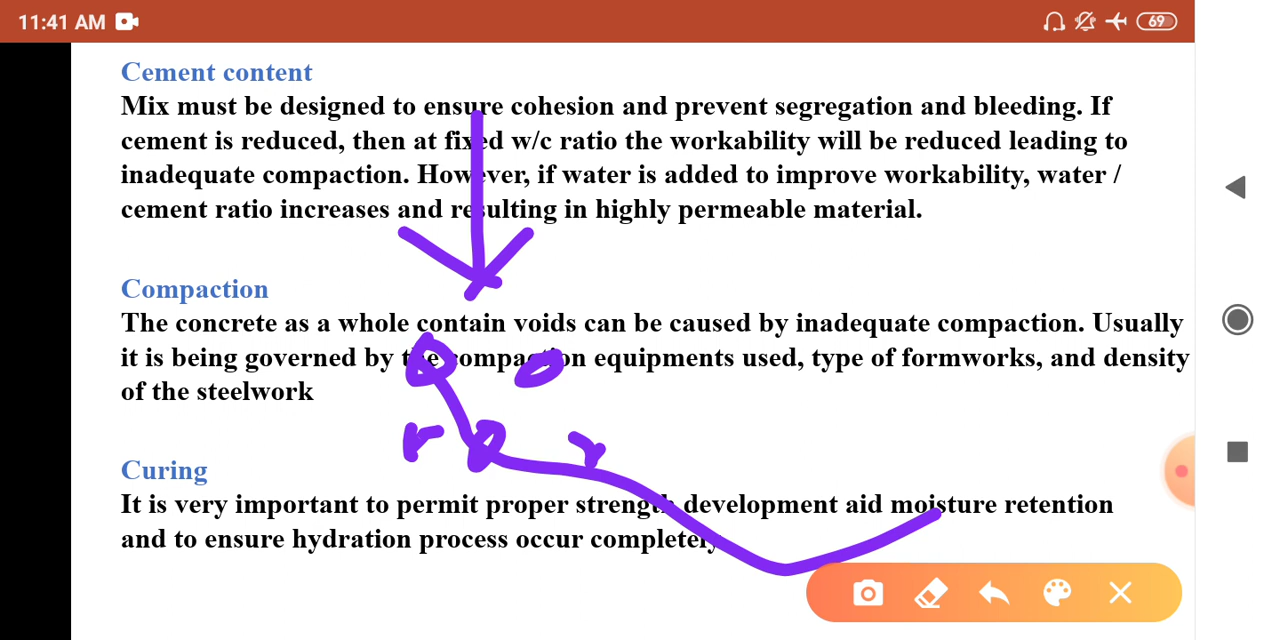 11:41 AM
69
Cement content
Mix must be designed to ensure cohesion and prevent segregation and bleeding. If
cement is reduced, then at fixed w/c ratio the workability will be reduced leading to
inadequate compaction. However, if water is added to improve workability, water /
cement ratio increases and resulting in highly permeable material.
Compaction
The concrete as a whole contain voids can be caused by inadequate compaction. Usually
it is being governed by the compaction equipments used, type of formworks, and density
of the steelwork
Curing
It is very important to permit proper strength development aid moisture retention
and to ensure hydration process occur completely